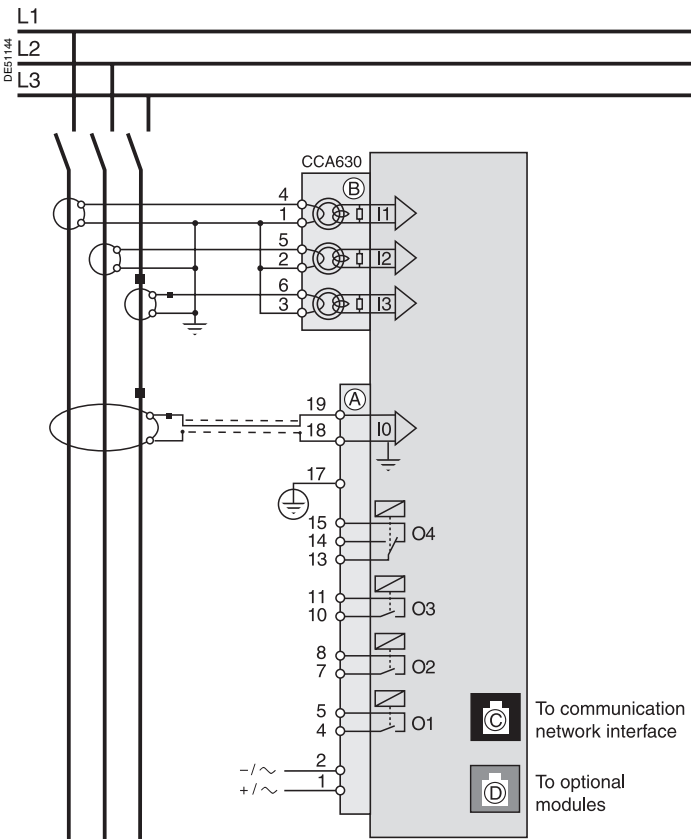 L1
L2
L3
DE51144
CCA630
B
4
1
I1
5
2
I2
6
3
I3
A
19
18
I0
17
15
14
13
O4
11
10
O3
8
7
O2
5
4
O1
C
To communication
network interface
2
-/∼
1
+/∼
D
To optional
modules